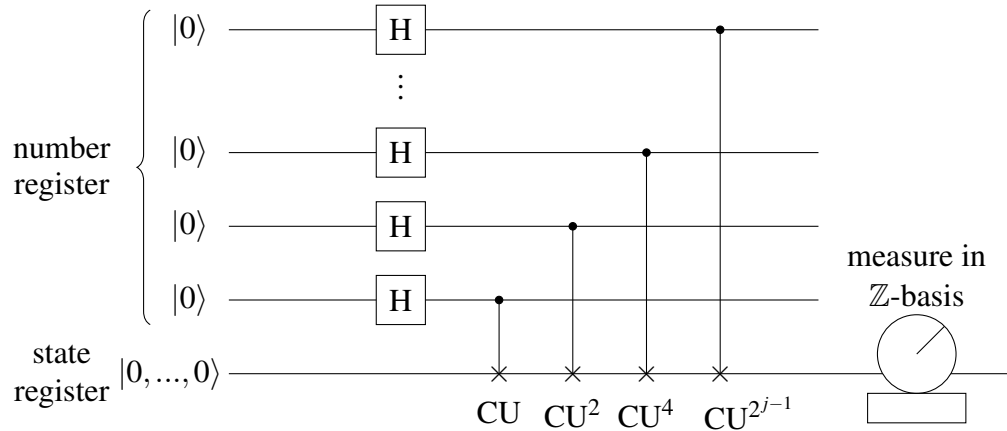 |0⟩ H
⋮
|0⟩ H
number
register
|0⟩ H
|0⟩ H
measure in
ℤ-basis
state
register
|0,...,0⟩
CU CU² CU⁴ CU^{2^{j−1}}